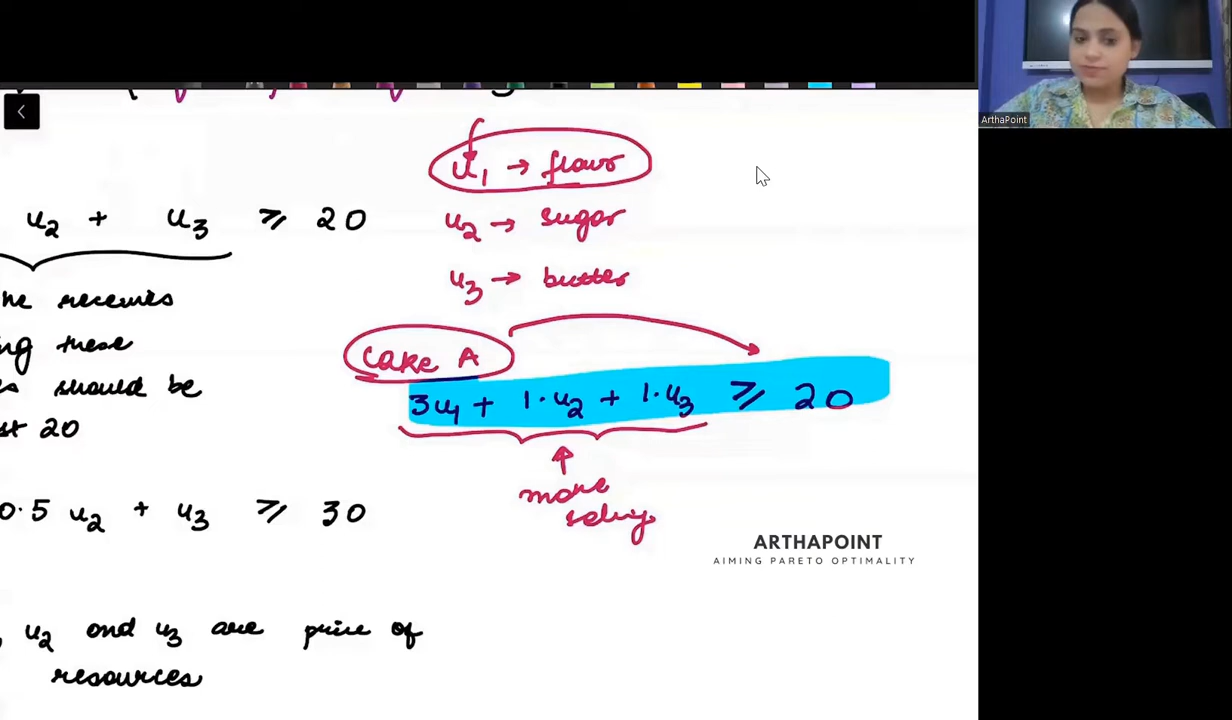 u1 → flour
u2 + u3 ≥ 20
u2 → sugar
u3 → butter
he receives
ing these
s should be
st 20
cake A
3u1 + 1·u2 + 1·u3 ≥ 20
more
0.5 u2 + u3 ≥ 30
ARTHAPOINT
AIMING PARETO OPTIMALITY
u2 and u3 are price of
resources
ArthaPoint